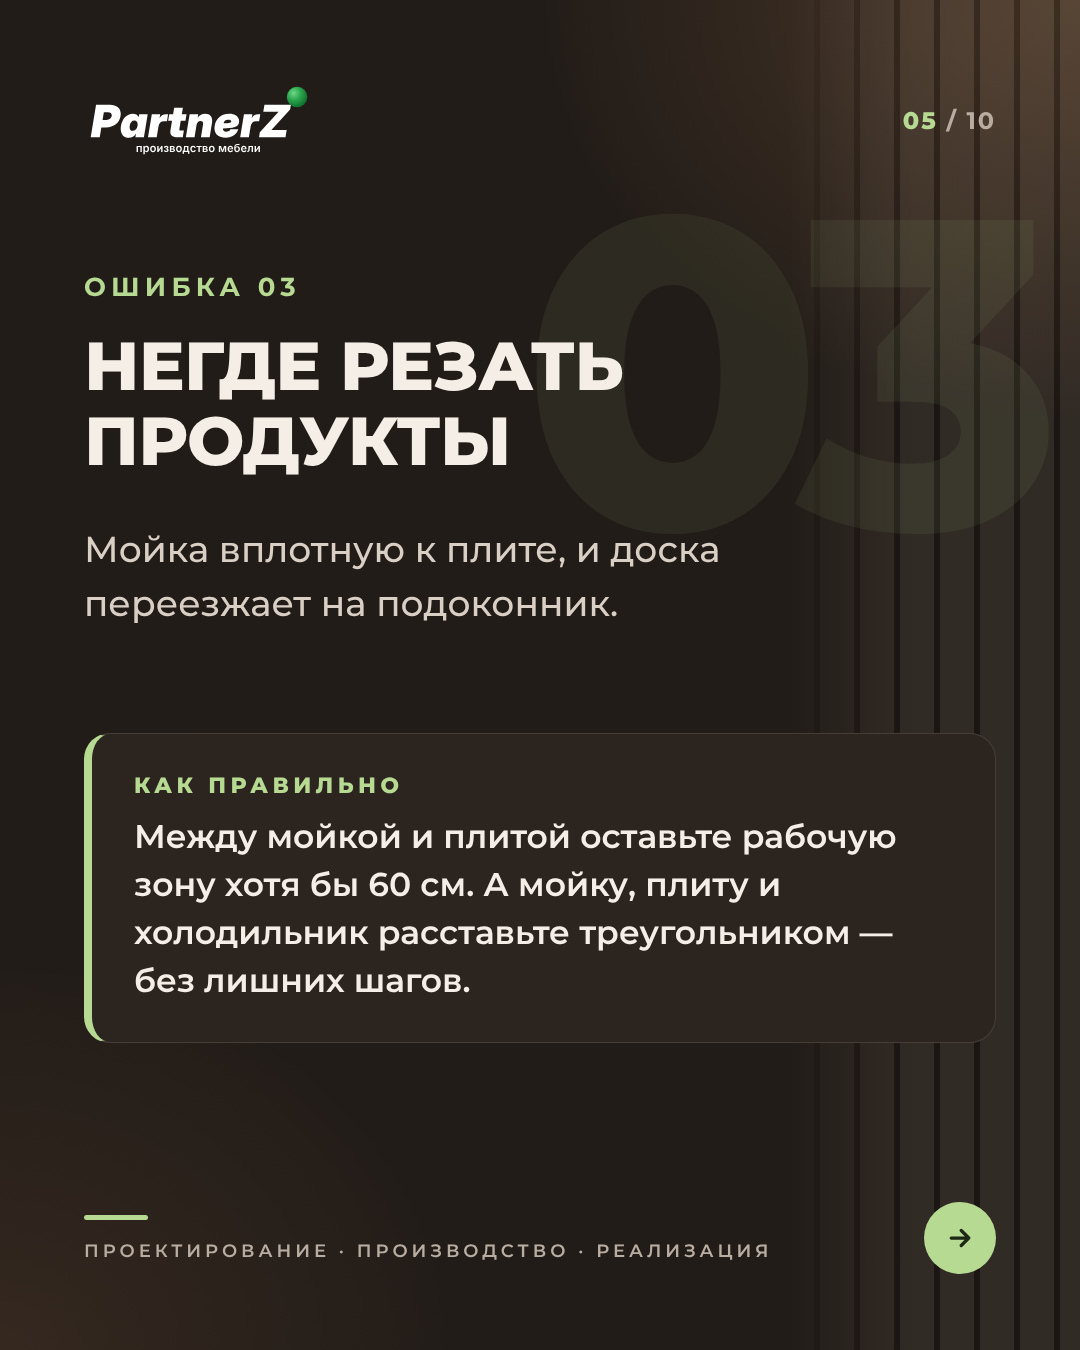 PartnerZ
производство мебели
05 / 10
03
ОШИБКА 03
НЕГДЕ РЕЗАТЬ
ПРОДУКТЫ
Мойка вплотную к плите, и доска
переезжает на подоконник.
КАК ПРАВИЛЬНО
Между мойкой и плитой оставьте рабочую
зону хотя бы 60 см. А мойку, плиту и
холодильник расставьте треугольником —
без лишних шагов.
ПРОЕКТИРОВАНИЕ · ПРОИЗВОДСТВО · РЕАЛИЗАЦИЯ